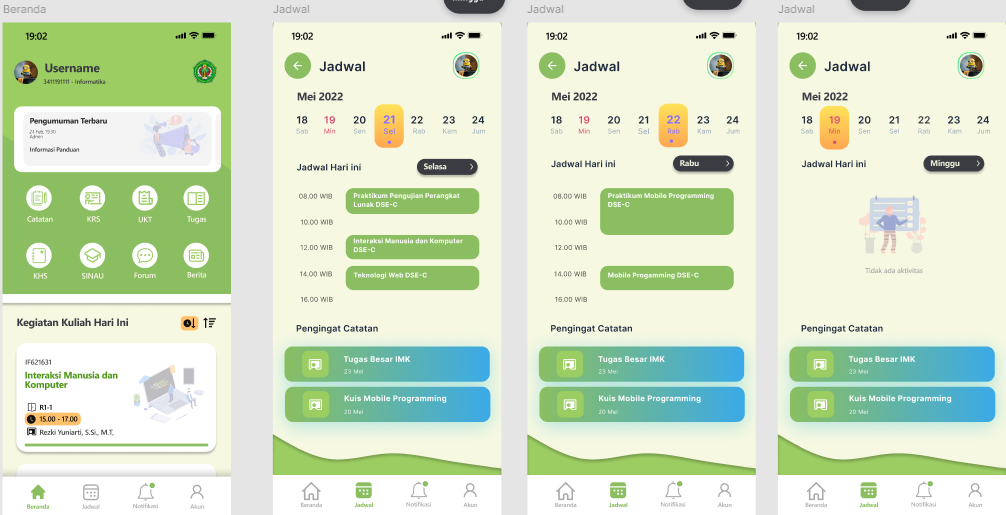 Beranda
19:02
Username
3411191111 - Informatika
Pengumuman Terbaru
24 Feb, 19.30
Admin
Informasi Panduan
Catatan
KRS
UKT
Tugas
KHS
SINAU
Forum
Berita
Kegiatan Kuliah Hari Ini
IF621631
Interaksi Manusia dan
Komputer
R1-1
15.00 - 17.00
Rezki Yuniarti, S.Si., M.T,
Beranda
Jadwal
Notifikasi
Akun
Jadwal
19:02
Jadwal
Mei 2022
18 19 20 21 22 23 24
Sab Min Sen Sel Rab Kam Jum
Jadwal Hari ini
Selasa
08.00 WIB
Praktikum Pengujian Perangkat
Lunak DSE-C
10.00 WIB
12.00 WIB
Interaksi Manusia dan Komputer
DSE-C
14.00 WIB
Teknologi Web DSE-C
16.00 WIB
Pengingat Catatan
Tugas Besar IMK
23 Mei
Kuis Mobile Programming
20 Mei
Beranda
Jadwal
Notifikasi
Akun
Jadwal
19:02
Jadwal
Mei 2022
18 19 20 21 22 23 24
Sab Min Sen Sel Rab Kam Jum
Jadwal Hari ini
Rabu
08.00 WIB
Praktikum Mobile Programming
DSE-C
10.00 WIB
12.00 WIB
14.00 WIB
Mobile Progamming DSE-C
16.00 WIB
Pengingat Catatan
Tugas Besar IMK
23 Mei
Kuis Mobile Programming
20 Mei
Beranda
Jadwal
Notifikasi
Akun
Jadwal
19:02
Jadwal
Mei 2022
18 19 20 21 22 23 24
Sab Min Sen Sel Rab Kam Jum
Jadwal Hari ini
Minggu
Tidak ada aktivitas
Pengingat Catatan
Tugas Besar IMK
23 Mei
Kuis Mobile Programming
20 Mei
Beranda
Jadwal
Notifikasi
Akun